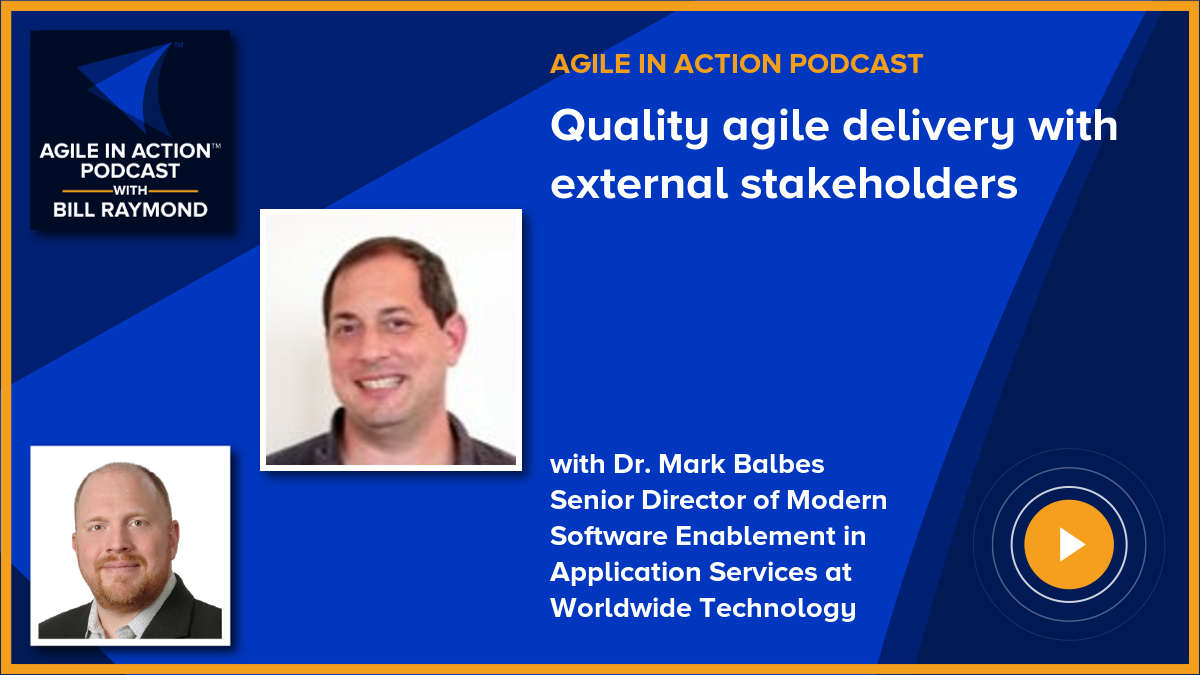 AGILE IN ACTION™
PODCAST
WITH
BILL RAYMOND
AGILE IN ACTION PODCAST
Quality agile delivery with
external stakeholders
with Dr. Mark Balbes
Senior Director of Modern
Software Enablement in
Application Services at
Worldwide Technology